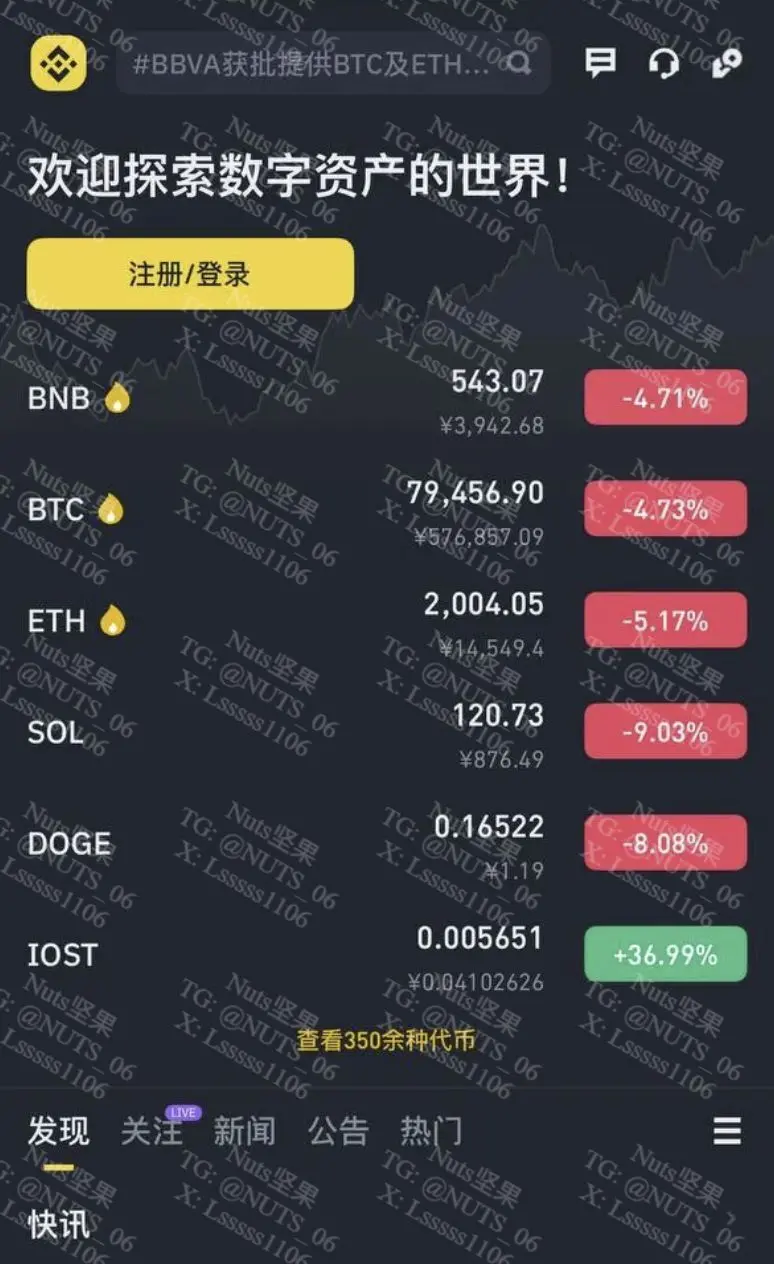 #BBVA获批提供BTC及ETH...
欢迎探索数字资产的世界!
注册/登录
BNB 543.07 -4.71%
¥3,942.68
BTC 79,456.90 -4.73%
¥576,857.09
ETH 2,004.05 -5.17%
¥14,549.4
SOL 120.73 -9.03%
¥876.49
DOGE 0.16522 -8.08%
¥1.19
IOST 0.005651 +36.99%
¥0.04102626
查看350余种代币
发现 关注 LIVE 新闻 公告 热门
快讯
Nuts坚果
TG: @NUTS_06
X: Lsssss1106